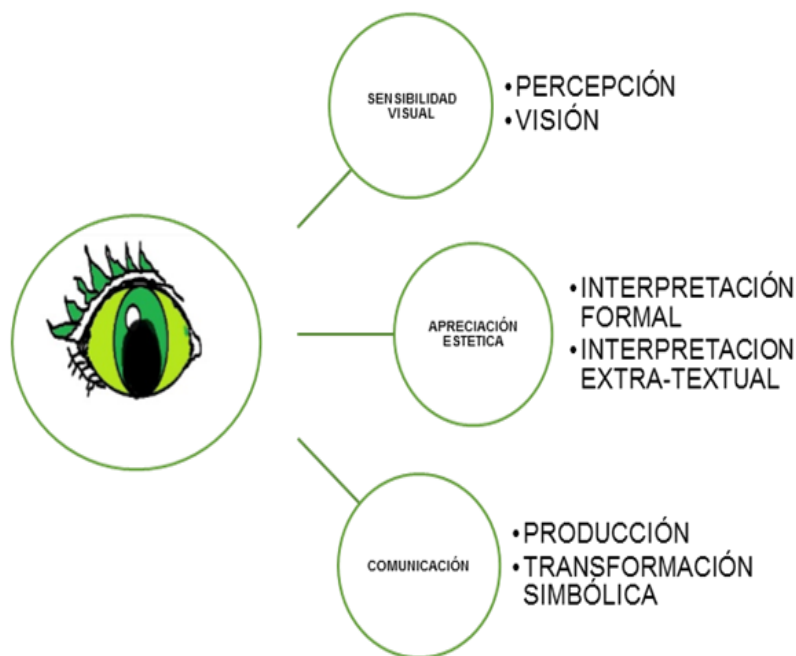 SENSIBILIDAD
VISUAL
•PERCEPCIÓN
•VISIÓN
APRECIACIÓN
ESTETICA
•INTERPRETACIÓN
FORMAL
•INTERPRETACION
EXTRA-TEXTUAL
COMUNICACIÓN
•PRODUCCIÓN
•TRANSFORMACIÓN
SIMBÓLICA